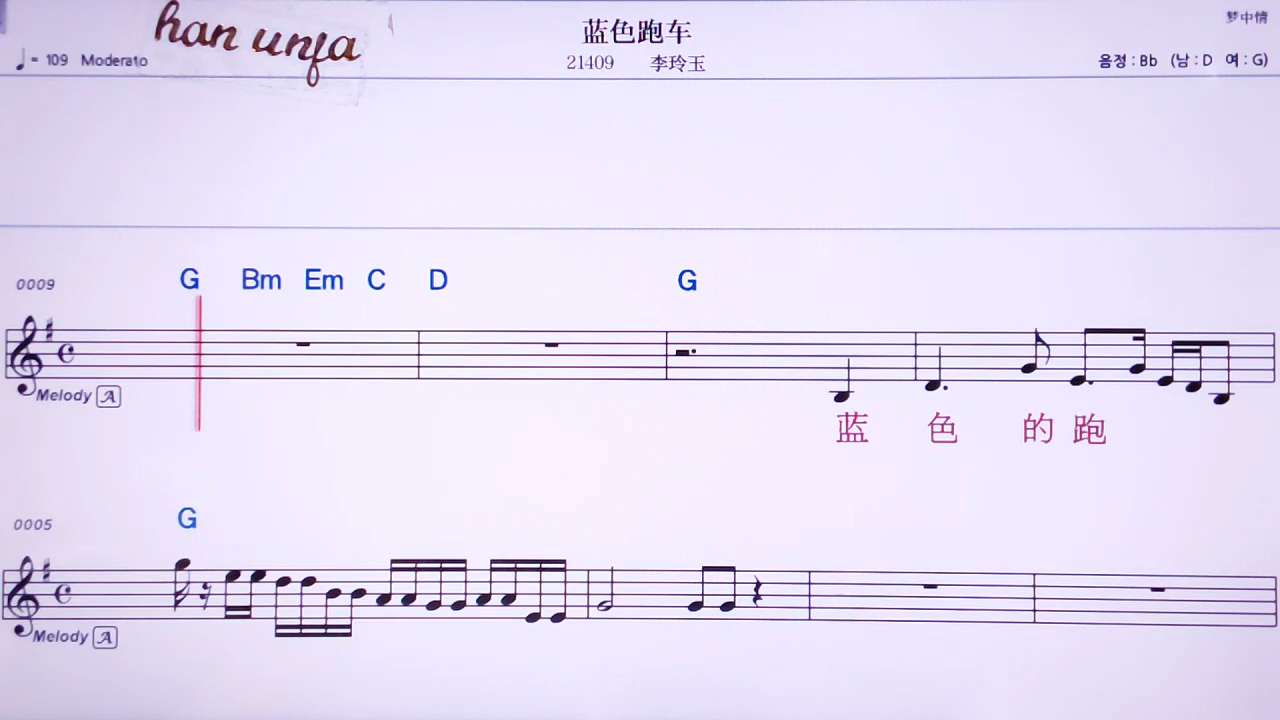 han unfa
蓝色跑车
梦中情
♩= 109 Moderato
21409 李玲玉
음정 : Bb (남 : D 여 : G)
0009
G Bm Em C D G
Melody A
蓝 色 的 跑
0005
G
Melody A